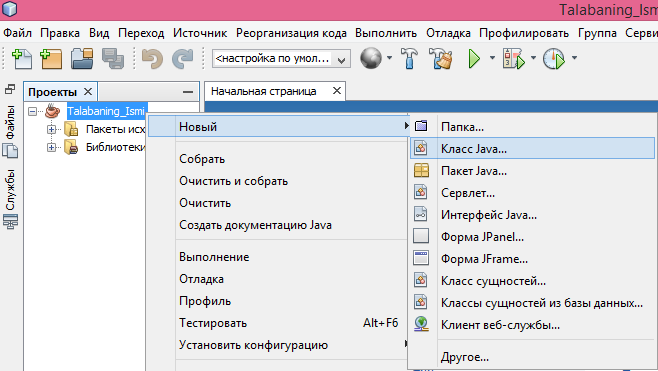 Talabaning_Is
Файл Правка Вид Переход Источник Реорганизация кода Выполнить Отладка Профилировать Группа Серви
<настройка по умол...
Проекты
Начальная страница
Файлы
Службы
Talabaning_Ismi
Пакеты исх
Библиотеки
Новый
Собрать
Очистить и собрать
Очистить
Создать документацию Java
Выполнение
Отладка
Профиль
Тестировать Alt+F6
Установить конфигурацию
Папка...
Класс Java...
Пакет Java...
Сервлет...
Интерфейс Java...
Форма JPanel...
Форма JFrame...
Класс сущностей...
Классы сущностей из базы данных...
Клиент веб-службы...
Другое...